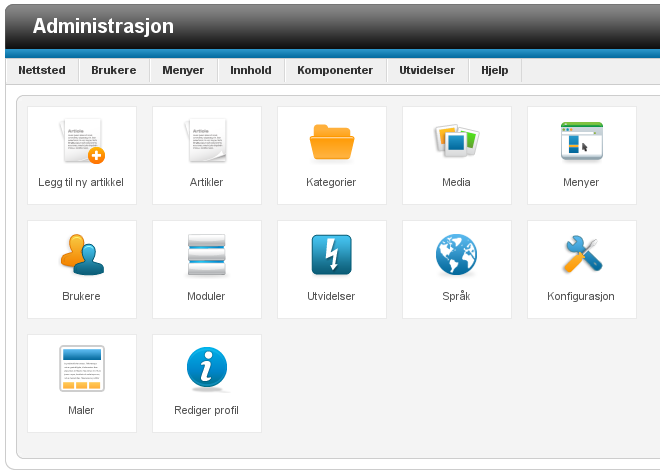 Administrasjon
Nettsted Brukere Menyer Innhold Komponenter Utvidelser Hjelp
Legg til ny artikkel Artikler Kategorier Media Menyer
Brukere Moduler Utvidelser Språk Konfigurasjon
Maler Rediger profil